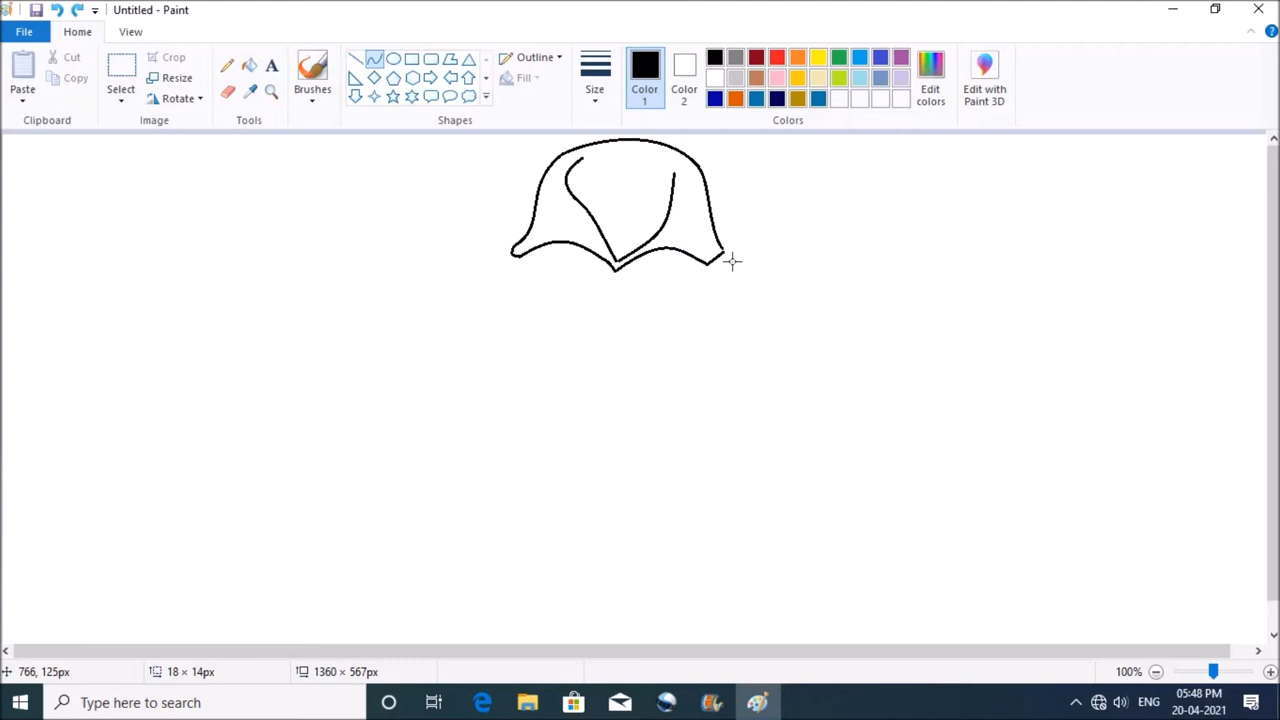 Untitled - Paint
File Home View
Paste
Cut
Copy
Clipboard
Select
Crop
Resize
Rotate
Image
A
Tools
Brushes
Shapes
Outline
Fill
Size
Color 1
Color 2
Edit colors
Colors
Edit with Paint 3D
766, 125px
18 × 14px
1360 × 567px
100%
Type here to search
ENG
05:48 PM
20-04-2021